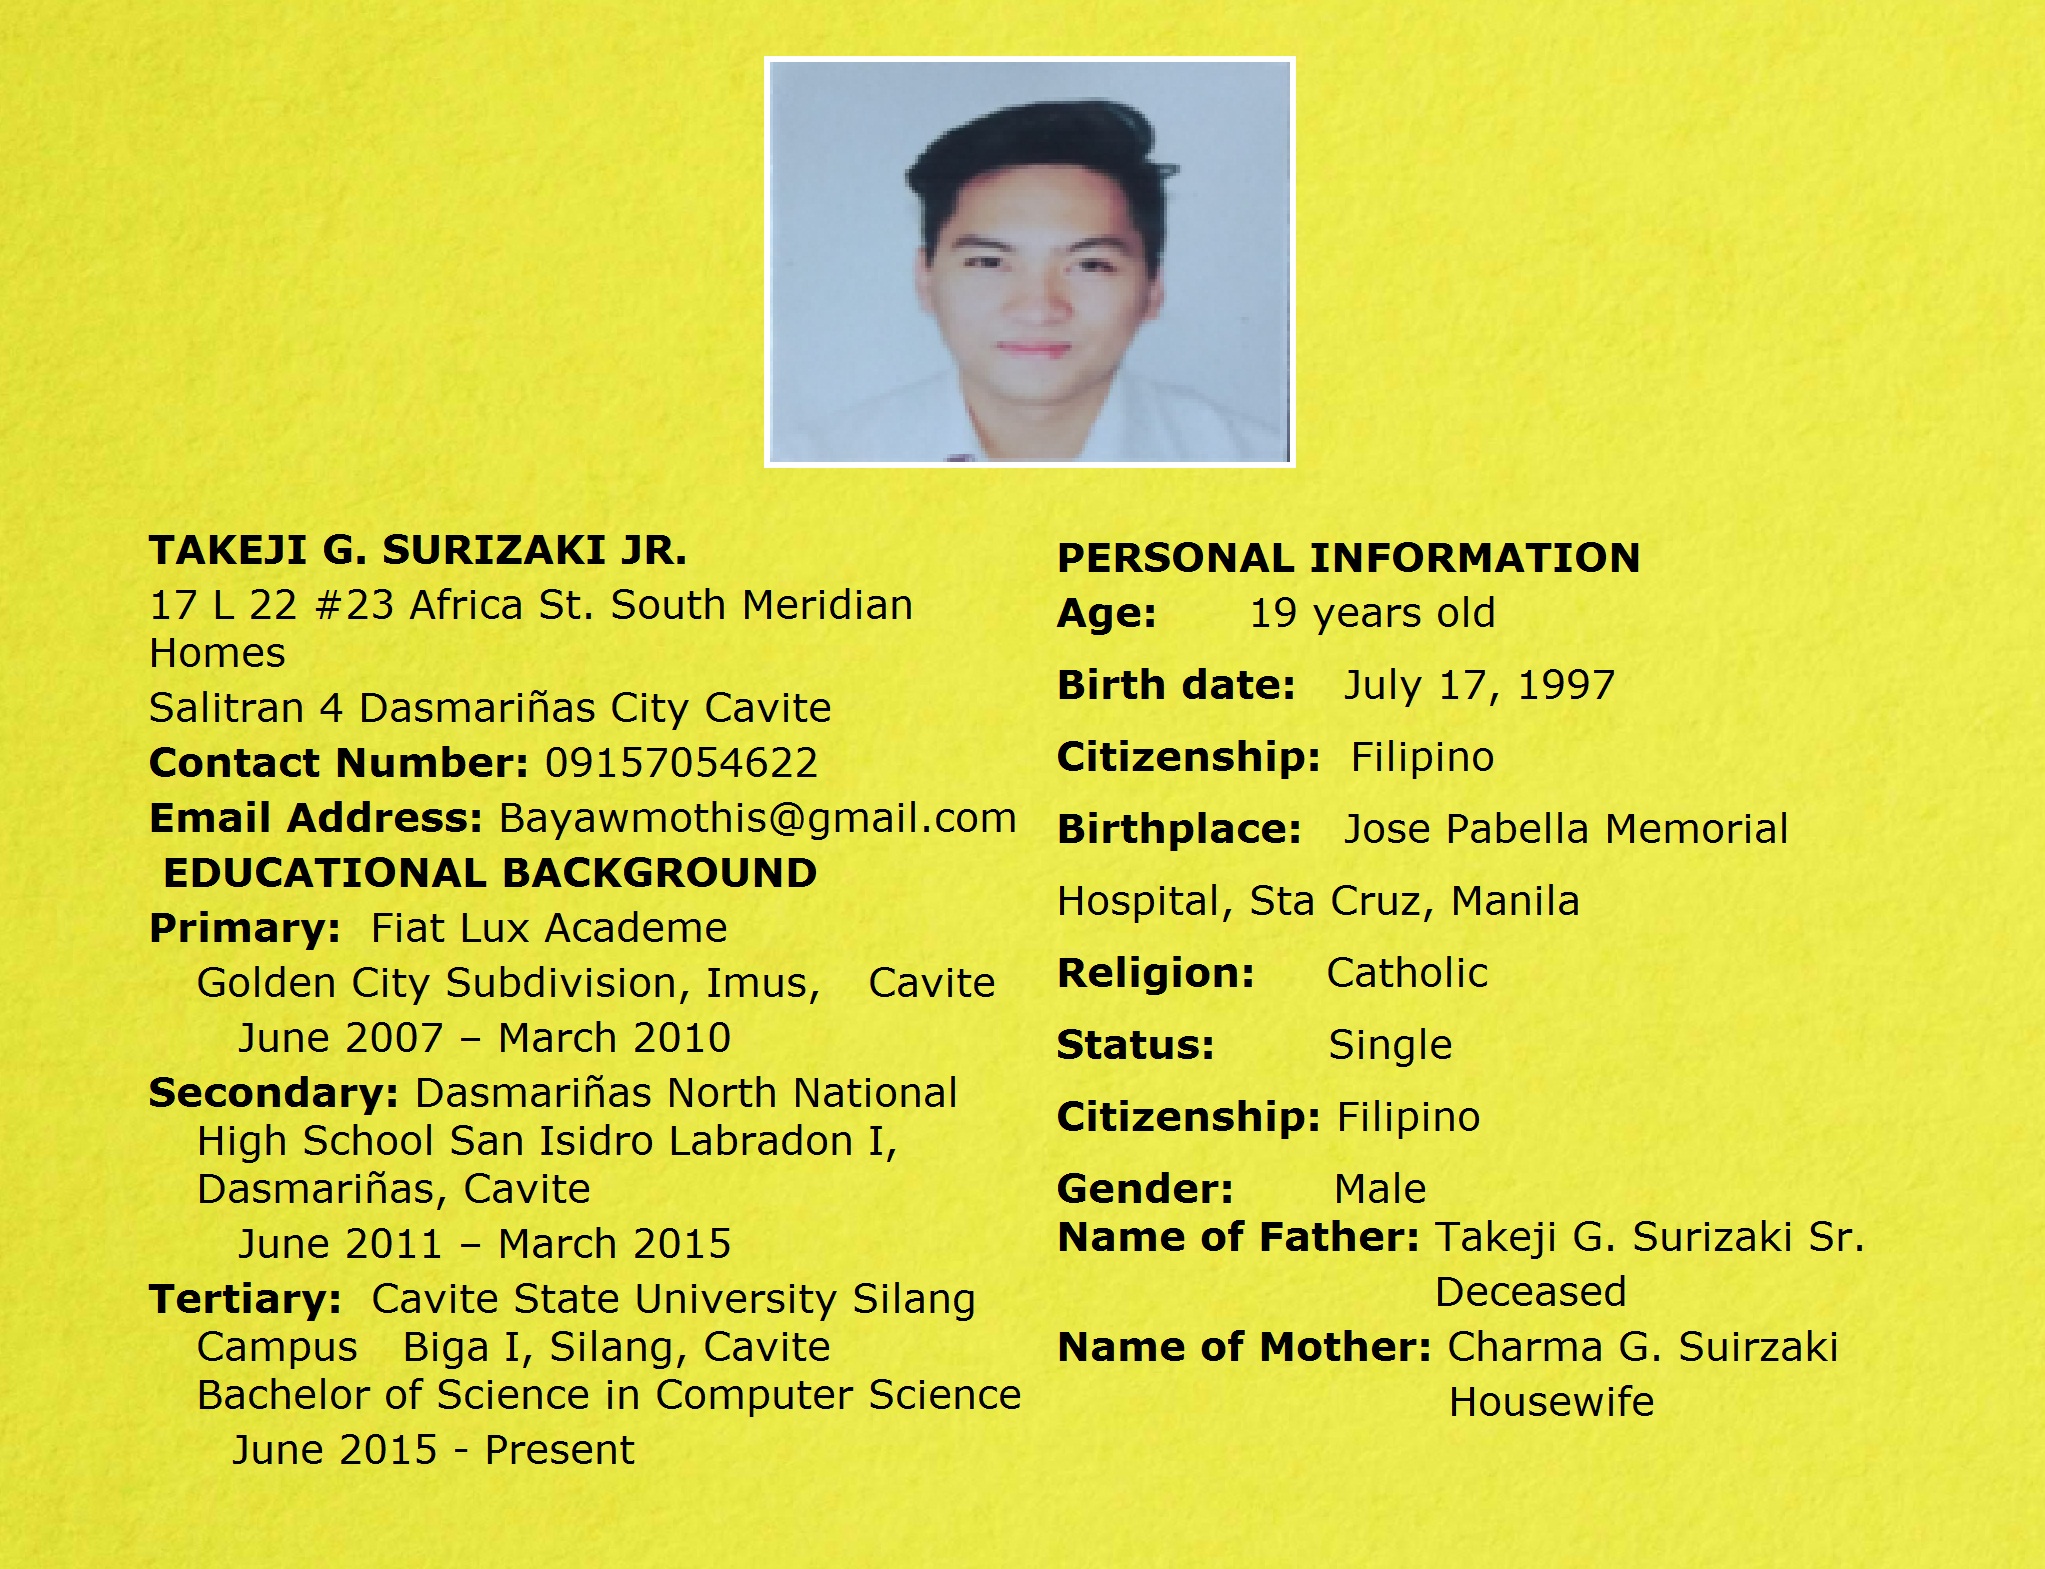 TAKEJI G. SURIZAKI JR.
17 L 22 #23 Africa St. South Meridian
Homes
Salitran 4 Dasmariñas City Cavite
Contact Number: 09157054622
Email Address: Bayawmothis@gmail.com
EDUCATIONAL BACKGROUND
Primary: Fiat Lux Academe
Golden City Subdivision, Imus, Cavite
June 2007 – March 2010
Secondary: Dasmariñas North National
High School San Isidro Labradon I,
Dasmariñas, Cavite
June 2011 – March 2015
Tertiary: Cavite State University Silang
Campus Biga I, Silang, Cavite
Bachelor of Science in Computer Science
June 2015 - Present
PERSONAL INFORMATION
Age: 19 years old
Birth date: July 17, 1997
Citizenship: Filipino
Birthplace: Jose Pabella Memorial
Hospital, Sta Cruz, Manila
Religion: Catholic
Status: Single
Citizenship: Filipino
Gender: Male
Name of Father: Takeji G. Surizaki Sr.
Deceased
Name of Mother: Charma G. Suirzaki
Housewife